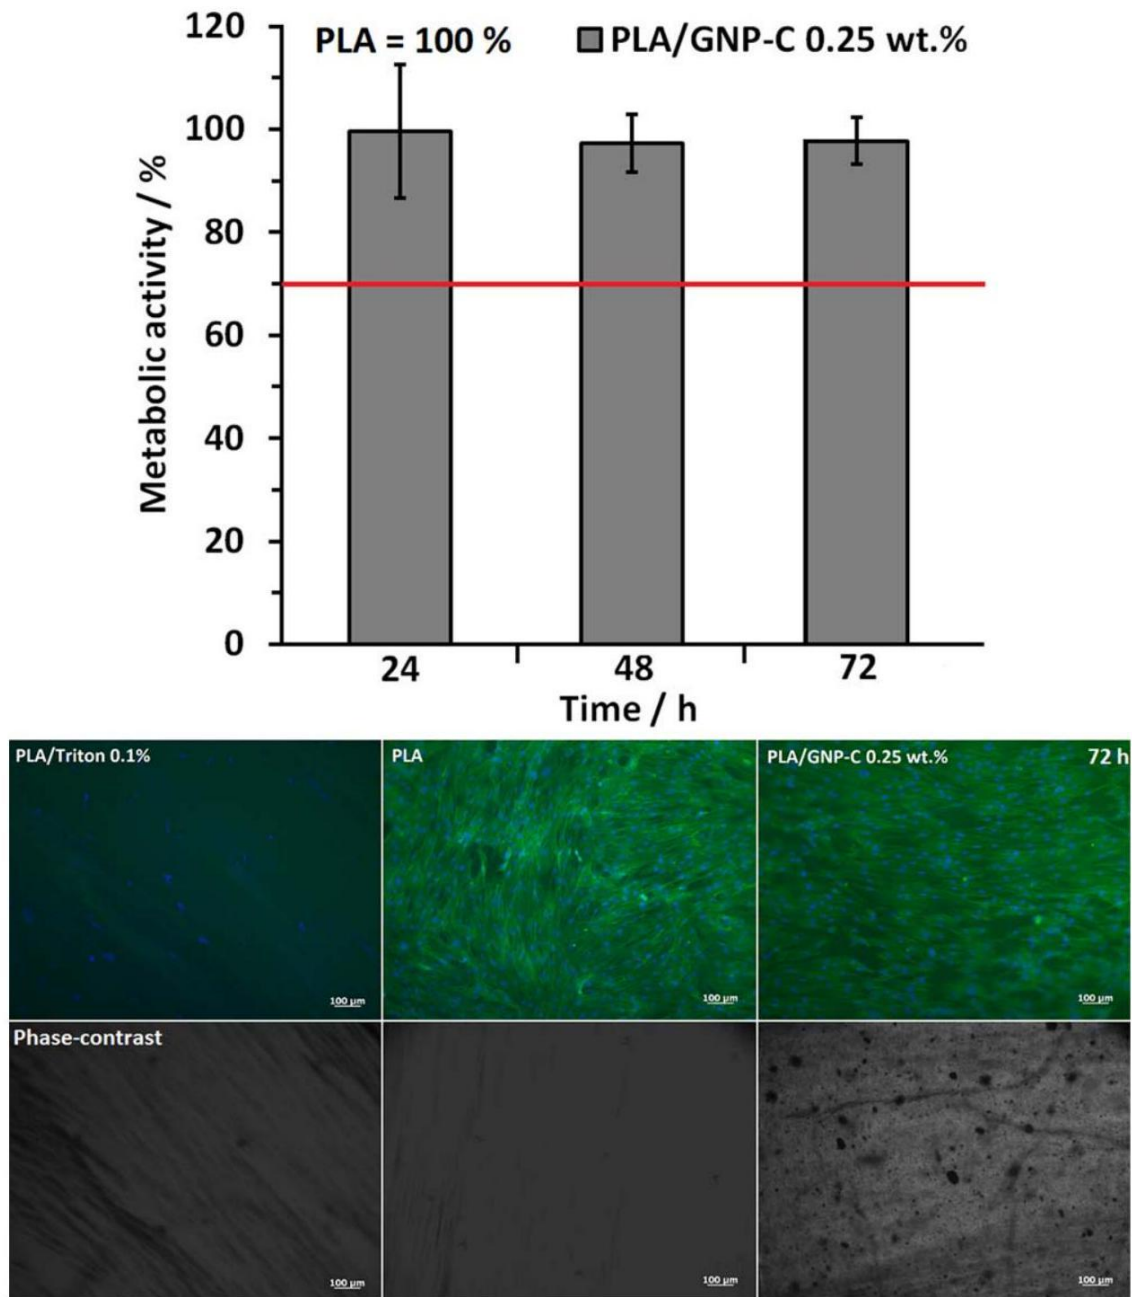 PLA = 100 %
PLA/GNP-C 0.25 wt.%
Metabolic activity / %
120
100
80
60
40
20
0
24
48
72
Time / h
PLA/Triton 0.1%
PLA
PLA/GNP-C 0.25 wt.%
72 h
100 µm
100 µm
100 µm
Phase-contrast
100 µm
100 µm
100 µm